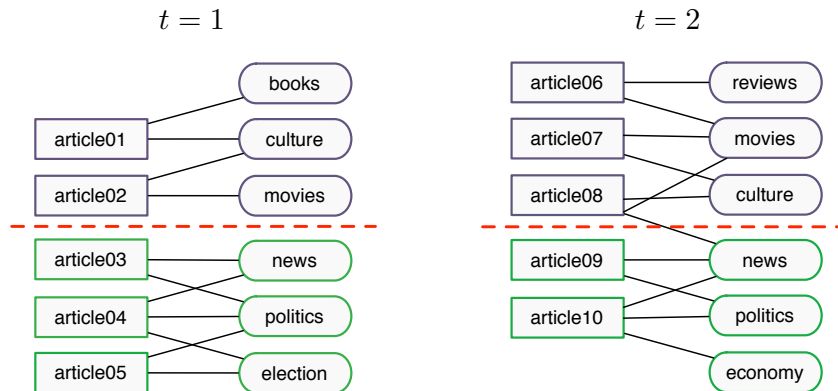 t = 1
books
article01
culture
article02
movies
article03
news
article04
politics
article05
election
t = 2
article06
reviews
article07
movies
article08
culture
article09
news
article10
politics
economy